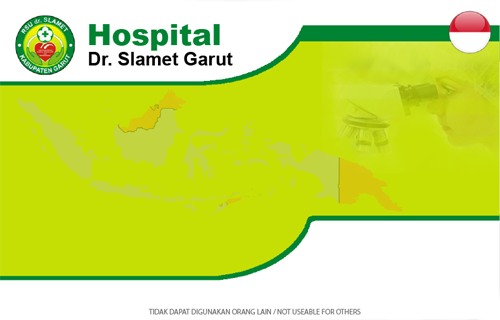 RSU dr. SLAMET
KABUPATEN GARUT
Hospital
Dr. Slamet Garut
TIDAK DAPAT DIGUNAKAN ORANG LAIN / NOT USEABLE FOR OTHERS